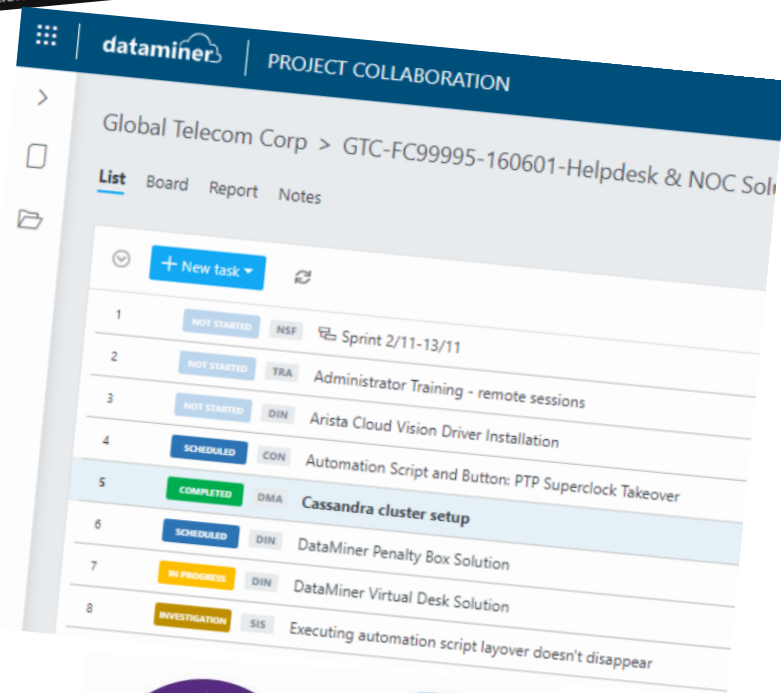 dataminer PROJECT COLLABORATION
Global Telecom Corp > GTC-FC99995-160601-Helpdesk & NOC
List Board Report Notes
+ New task
1 NOT STARTED NSF Sprint 2/11-13/11
2 NOT STARTED TRA Administrator Training - remote sessions
3 NOT STARTED DIN Arista Cloud Vision Driver Installation
4 SCHEDULED CON Automation Script and Button: PTP Superclock Takeover
5 COMPLETED DMA Cassandra cluster setup
6 SCHEDULED DIN DataMiner Penalty Box Solution
7 IN PROGRESS DIN DataMiner Virtual Desk Solution
8 INVESTIGATION SIS Executing automation script layover doesn't disappear